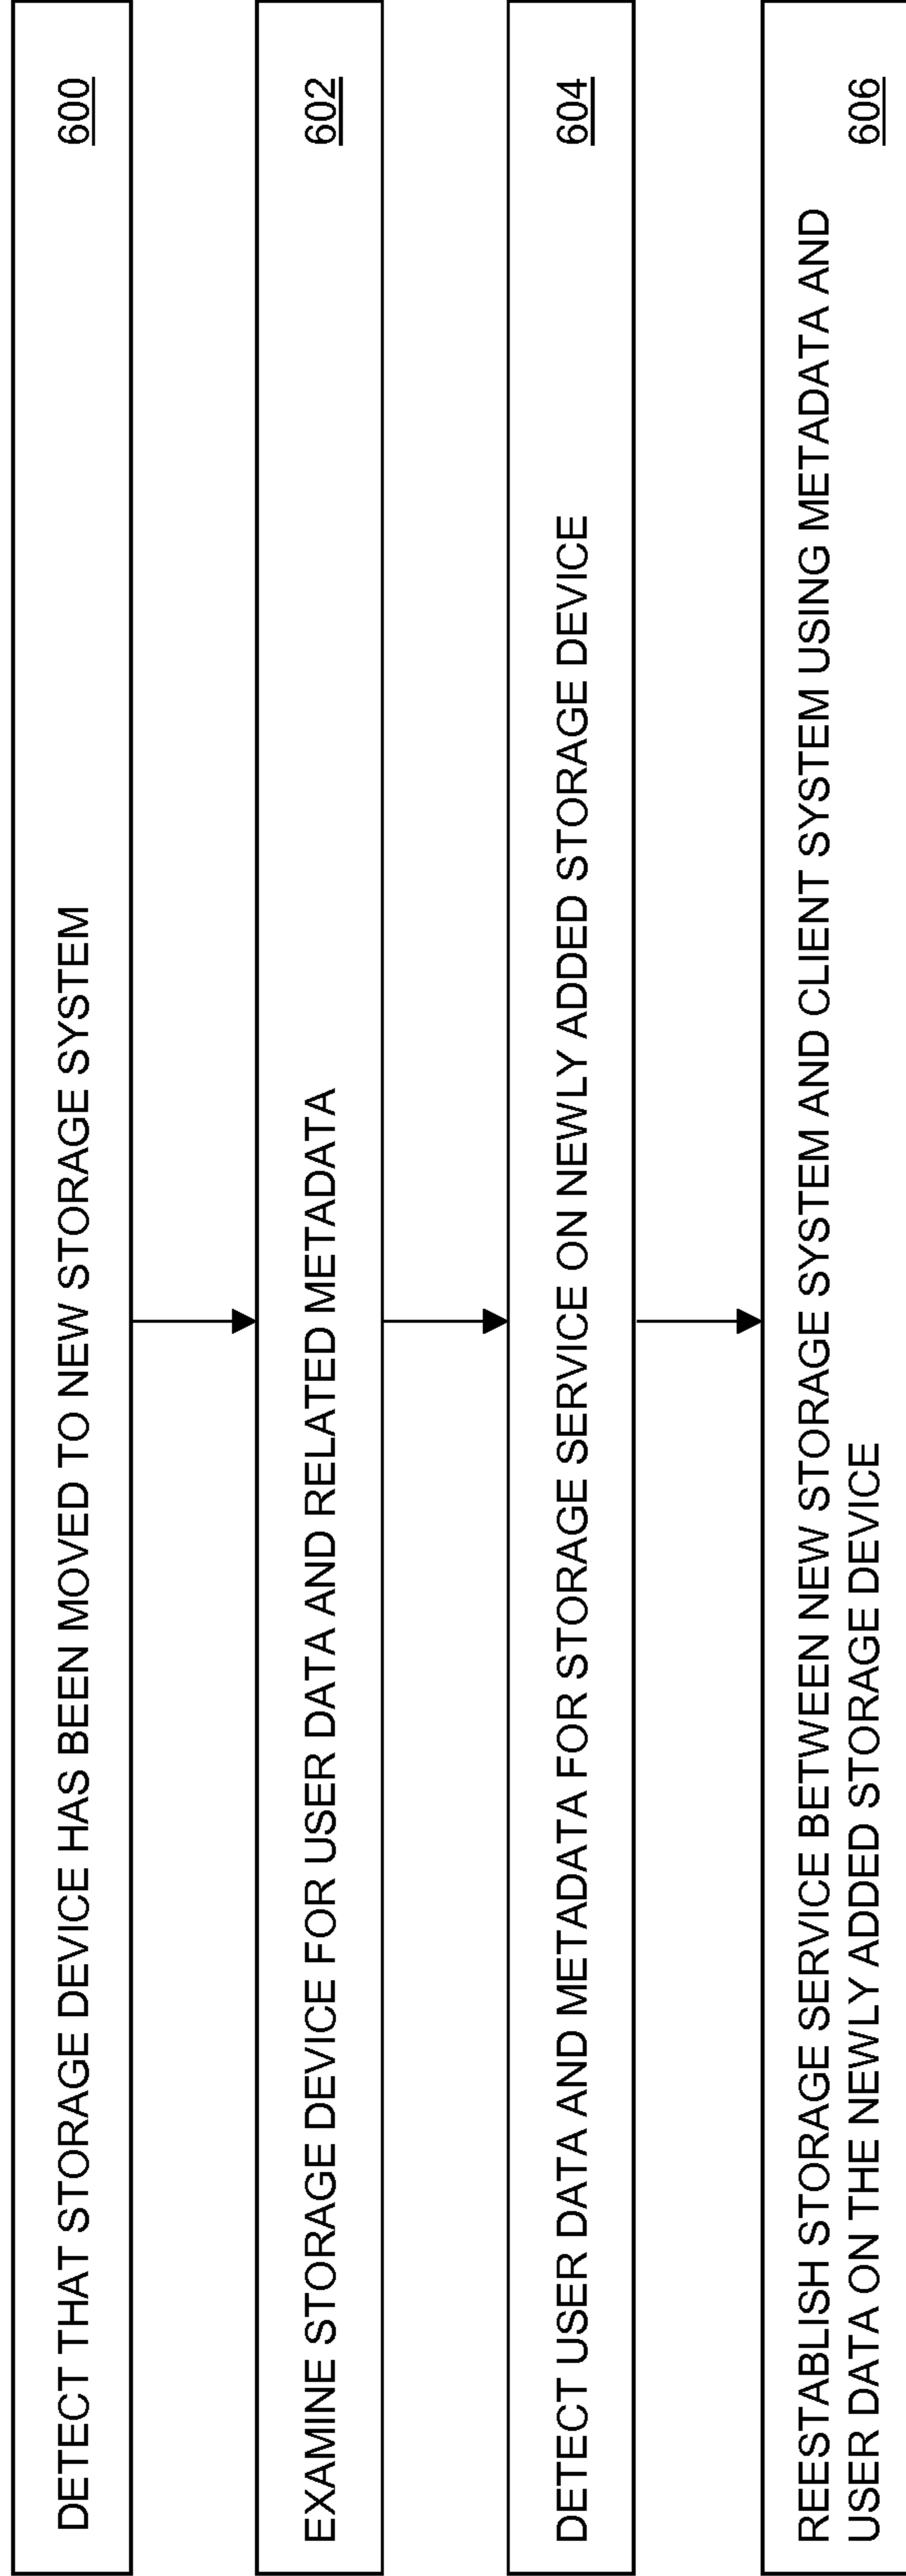 DETECT THAT STORAGE DEVICE HAS BEEN MOVED TO NEW STORAGE SYSTEM
600
EXAMINE STORAGE DEVICE FOR USER DATA AND RELATED METADATA
602
DETECT USER DATA AND METADATA FOR STORAGE SERVICE ON NEWLY ADDED STORAGE DEVICE
604
REESTABLISH STORAGE SERVICE BETWEEN NEW STORAGE SYSTEM AND CLIENT SYSTEM USING METADATA AND
USER DATA ON THE NEWLY ADDED STORAGE DEVICE
606